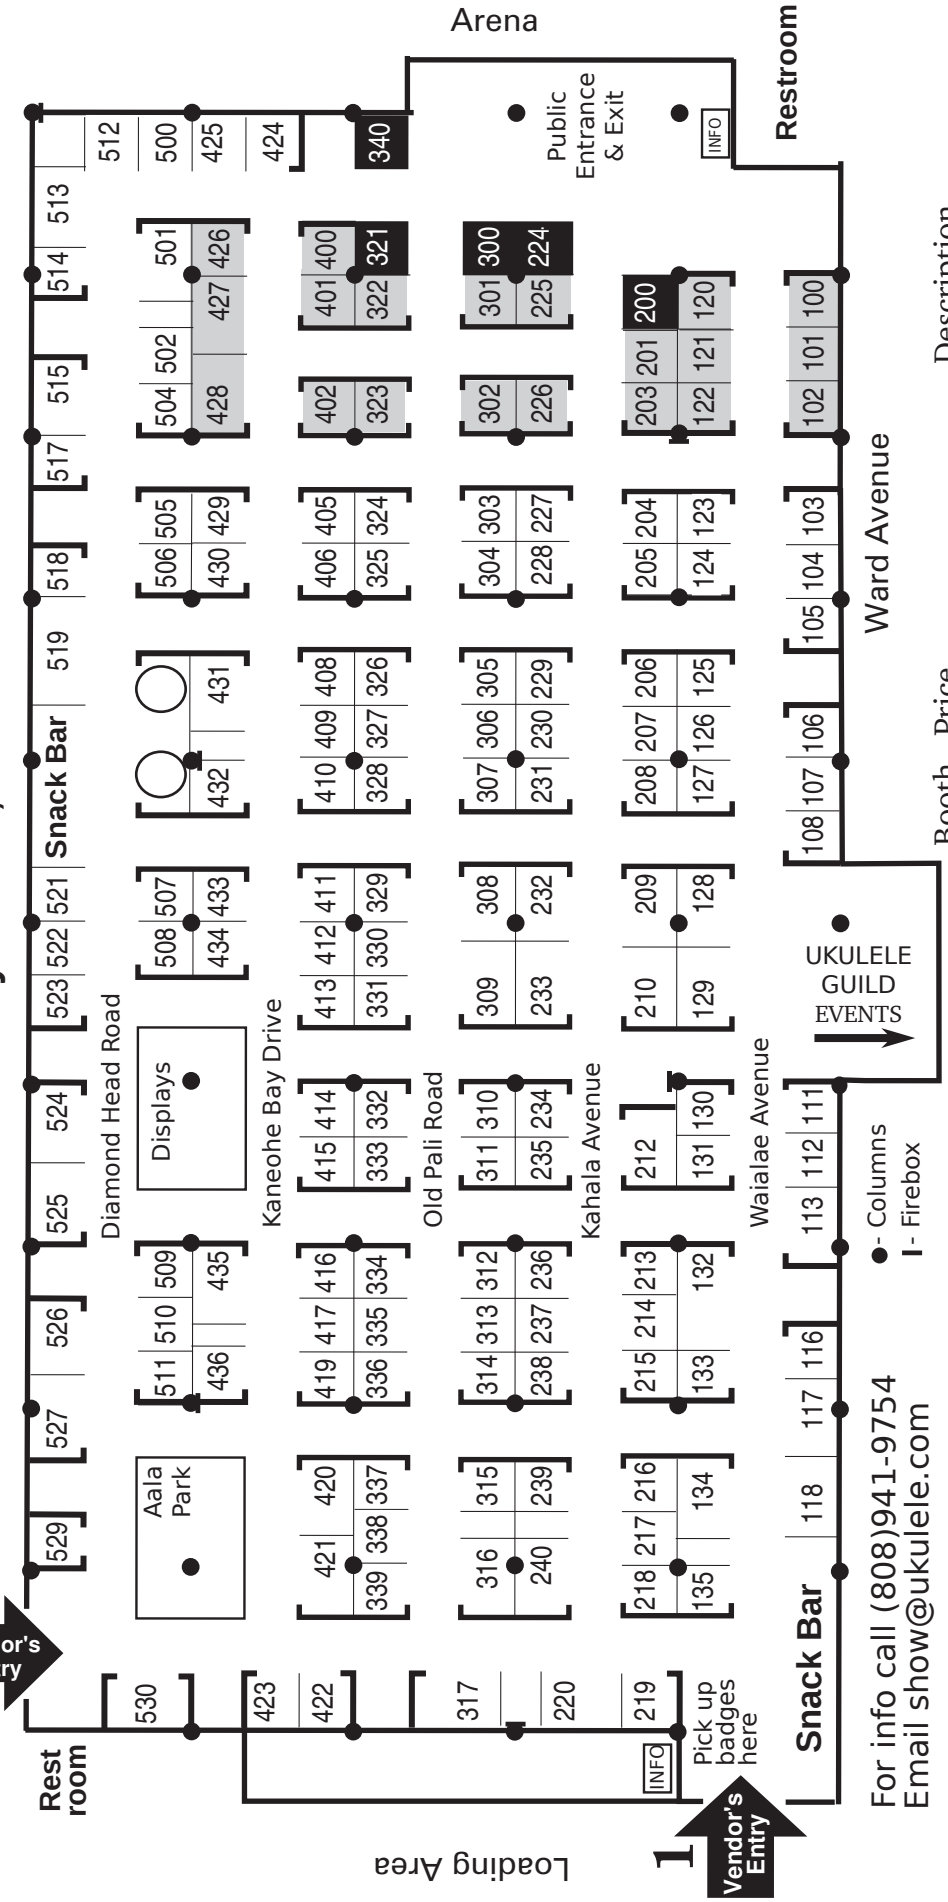 or's
ry
Rest
room
529 527 526 525 524 523 522 521 Snack Bar 519 518 517 515 514 513
Diamond Head Road
530
Aala
Park
511 510 509
436 435
Displays
508 507
434 433
432 431
506 505
430 429
504 502 501
428 427 426
512
500
425
424
Kaneohe Bay Drive
423
422
421 420
339 338 337
419 417 416
336 335 334
415 414
333 332
413 412 411
331 330 329
410 409 408
328 327 326
406 405
325 324
402
323
401 400
322 321
340
Arena
Old Pali Road
317
220
219
316 315
240 239
314 313 312
238 237 236
311 310
235 234
309 308
233 232
307 306 305
231 230 229
304 303
228 227
302
226
301 300
225 224
Public
Entrance
& Exit
Kahala Avenue
218 217 216
135 134
215 214 213
133 132
212
131 130
210 209
129 128
208 207 206
127 126 125
205 204
124 123
203 201 200
122 121 120
INFO
Restroom
Loading Area
INFO
Pick up
badges
here
1
Vendor's
Entry
Waialae Avenue
Snack Bar
118 117 116
113 112 111
UKULELE
GUILD
EVENTS
108 107 106
105 104 103
102 101 100
Ward Avenue
- Columns
- Firebox
For info call (808)941-9754
Email show@ukulele.com
Booth Price Description